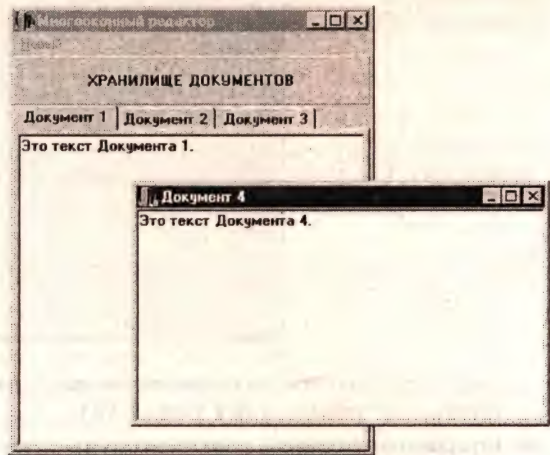 Многооконный редактор
ХРАНИЛИЩЕ ДОКУМЕНТОВ
Документ 1 Документ 2 Документ 3
Это текст Документа 1.
Документ 4
Это текст Документа 4.